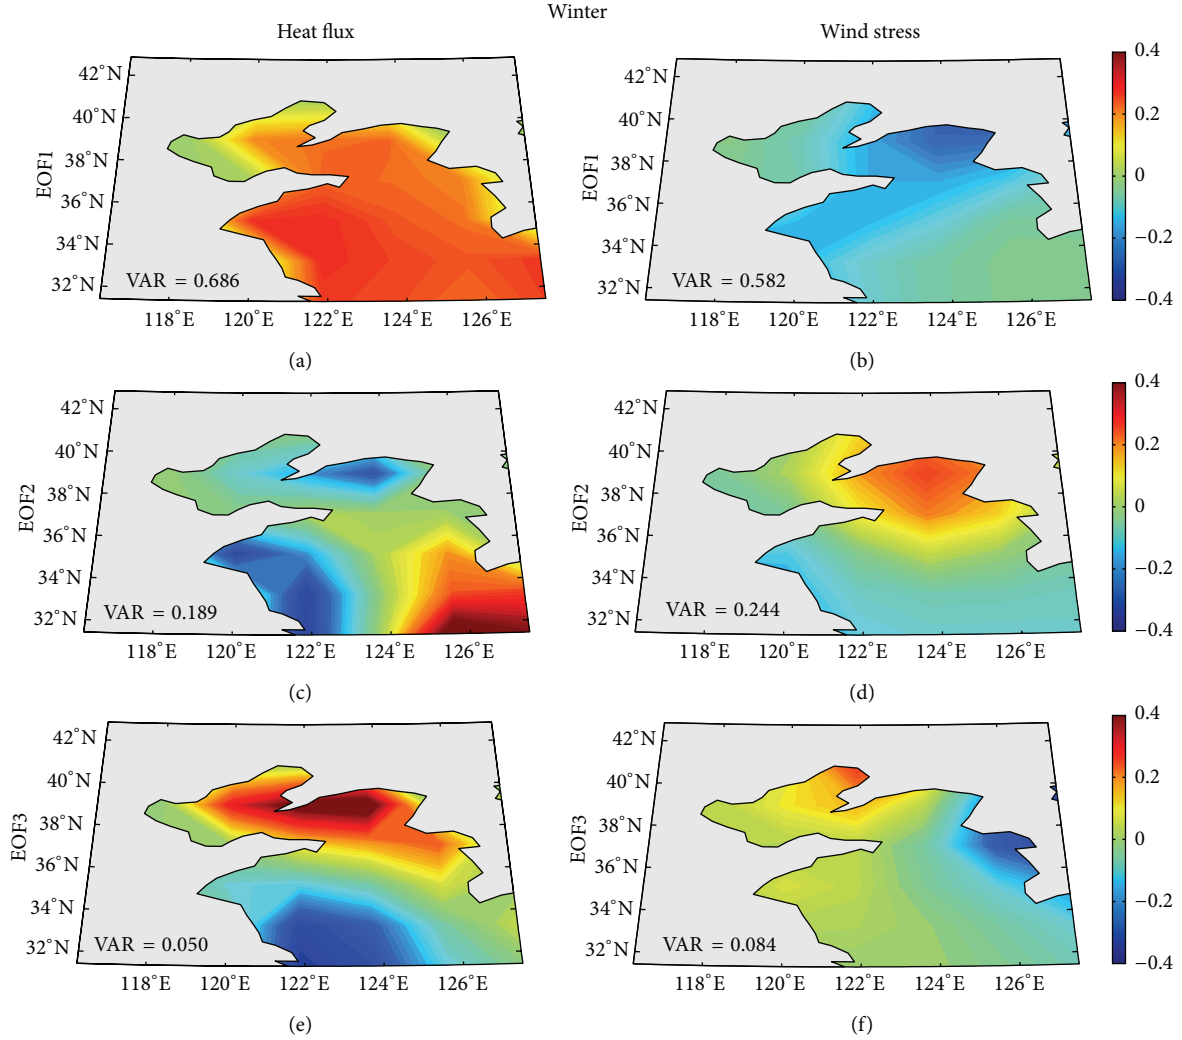 Winter
Heat flux
Wind stress
42°N
40°N
38°N
36°N
34°N
32°N
EOF1
VAR = 0.686
118°E 120°E 122°E 124°E 126°E
(a)
42°N
40°N
38°N
36°N
34°N
32°N
EOF1
VAR = 0.582
118°E 120°E 122°E 124°E 126°E
(b)
0.4
0.2
0
−0.2
−0.4
42°N
40°N
38°N
36°N
34°N
32°N
EOF2
VAR = 0.189
118°E 120°E 122°E 124°E 126°E
(c)
42°N
40°N
38°N
36°N
34°N
32°N
EOF2
VAR = 0.244
118°E 120°E 122°E 124°E 126°E
(d)
0.4
0.2
0
−0.2
−0.4
42°N
40°N
38°N
36°N
34°N
32°N
EOF3
VAR = 0.050
118°E 120°E 122°E 124°E 126°E
(e)
42°N
40°N
38°N
36°N
34°N
32°N
EOF3
VAR = 0.084
118°E 120°E 122°E 124°E 126°E
(f)
0.4
0.2
0
−0.2
−0.4